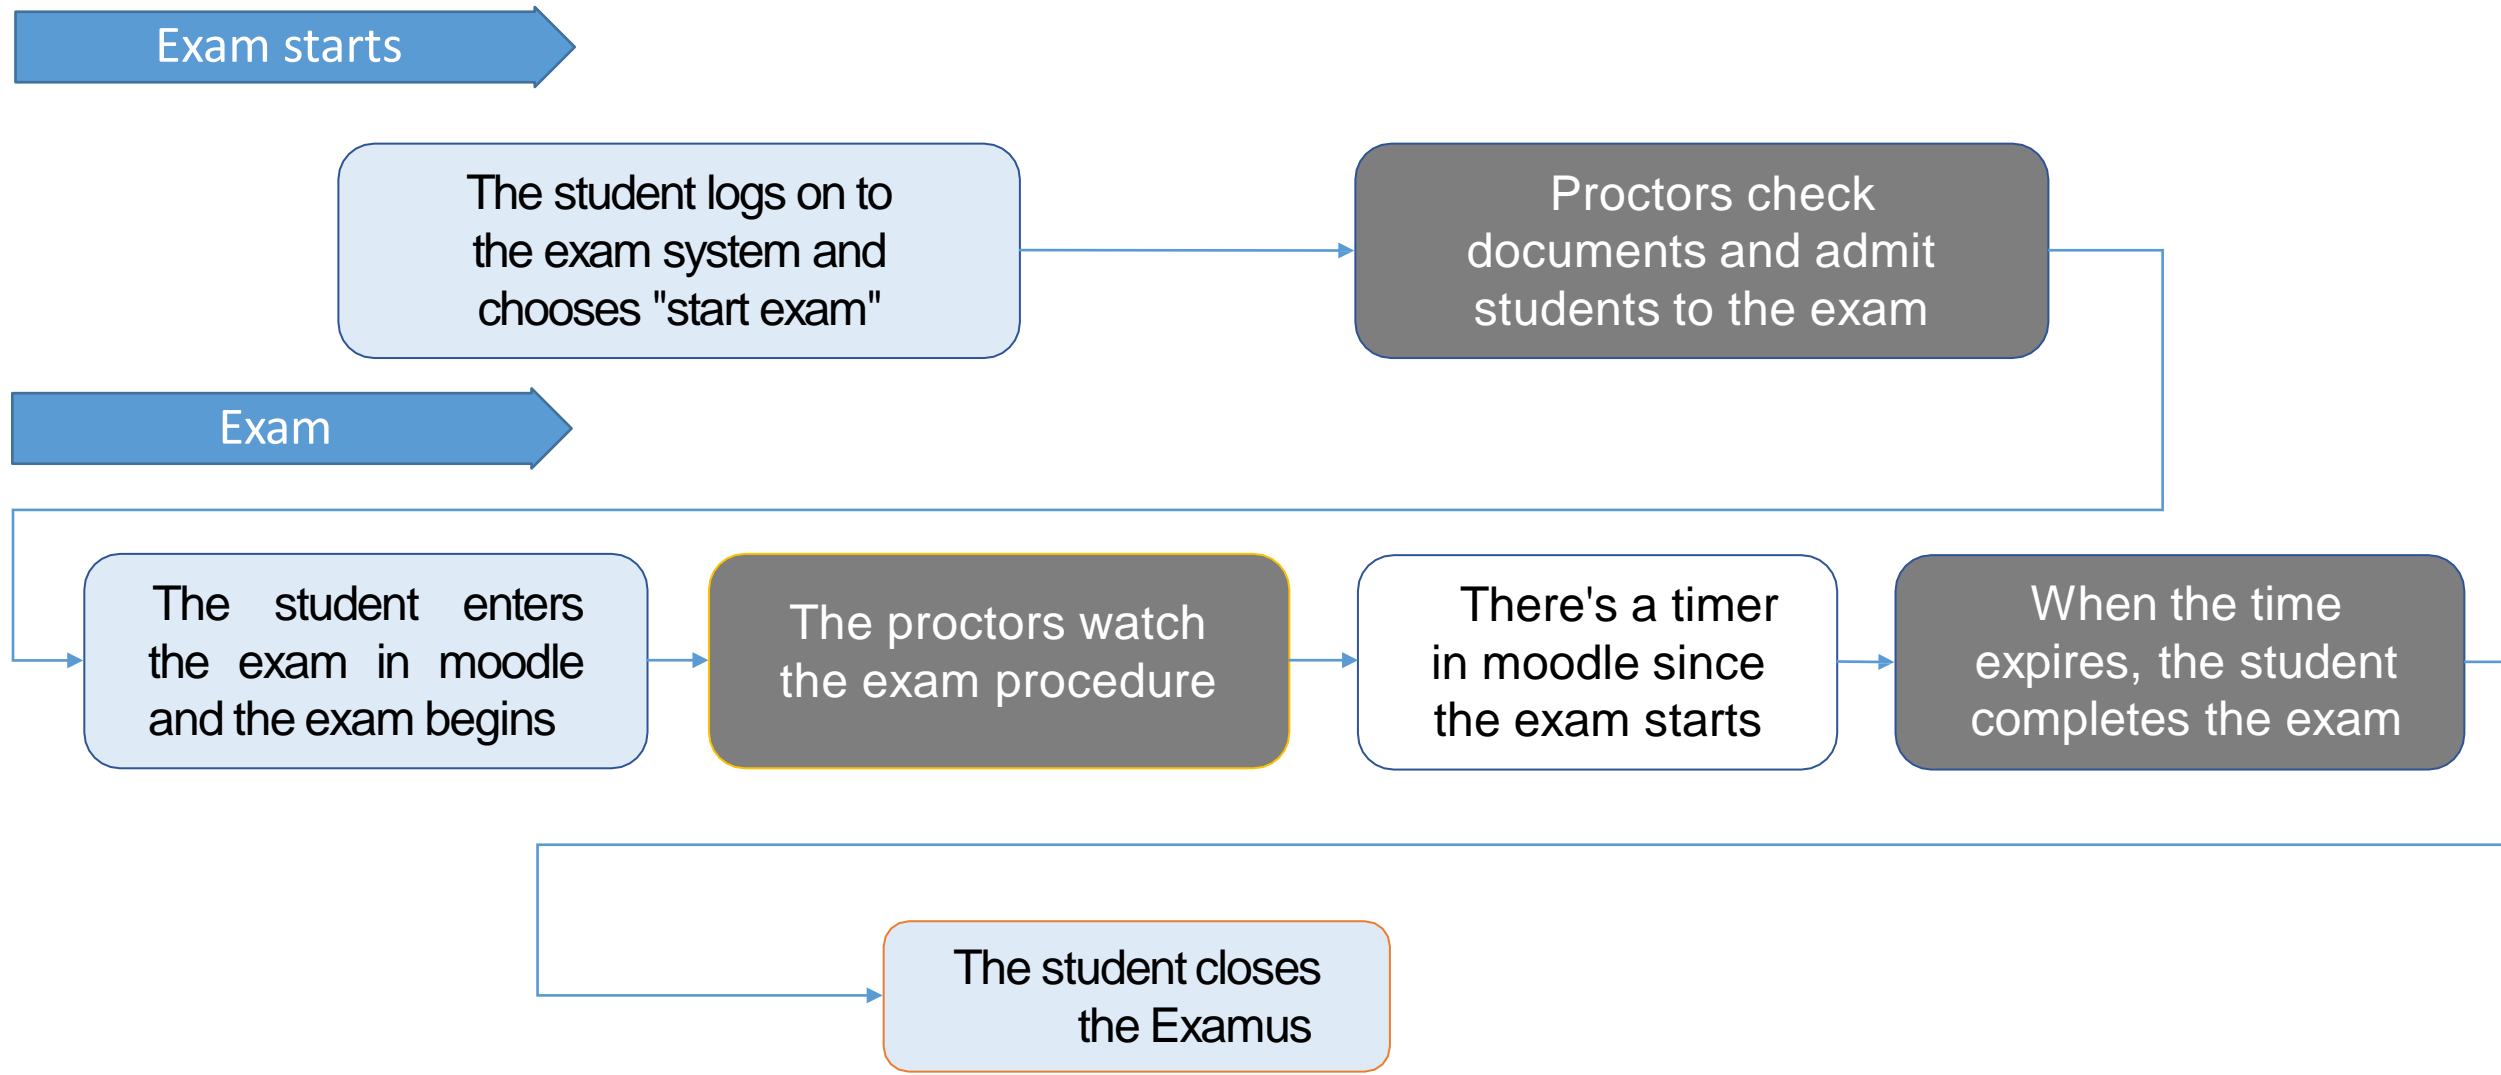 Exam starts
The student logs on to
the exam system and
chooses "start exam"
Proctors check
documents and admit
students to the exam
Exam
The student enters
the exam in moodle
and the exam begins
The proctors watch
the exam procedure
There's a timer
in moodle since
the exam starts
When the time
expires, the student
completes the exam
The student closes
the Examus